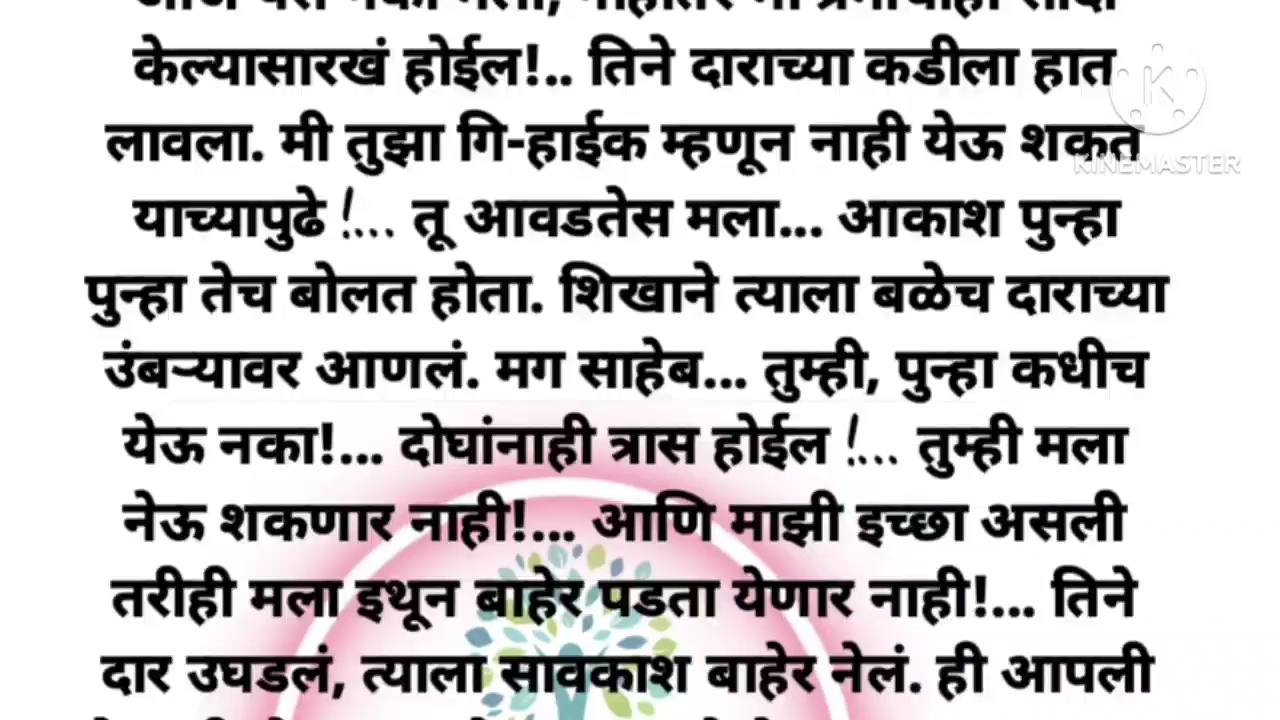 केल्यासारखं होईल!.. तिने दाराच्या कडीला हात
लावला. मी तुझा गि-हाईक म्हणून नाही येऊ शकत
याच्यापुढे !... तू आवडतेस मला... आकाश पुन्हा
पुन्हा तेच बोलत होता. शिखाने त्याला बळेच दाराच्या
उंबऱ्यावर आणलं. मग साहेब... तुम्ही, पुन्हा कधीच
येऊ नका!... दोघांनाही त्रास होईल !... तुम्ही मला
नेऊ शकणार नाही!... आणि माझी इच्छा असली
तरीही मला इथून बाहेर पडता येणार नाही!... तिने
दार उघडलं, त्याला सावकाश बाहेर नेलं. ही आपली
K
KINEMASTER